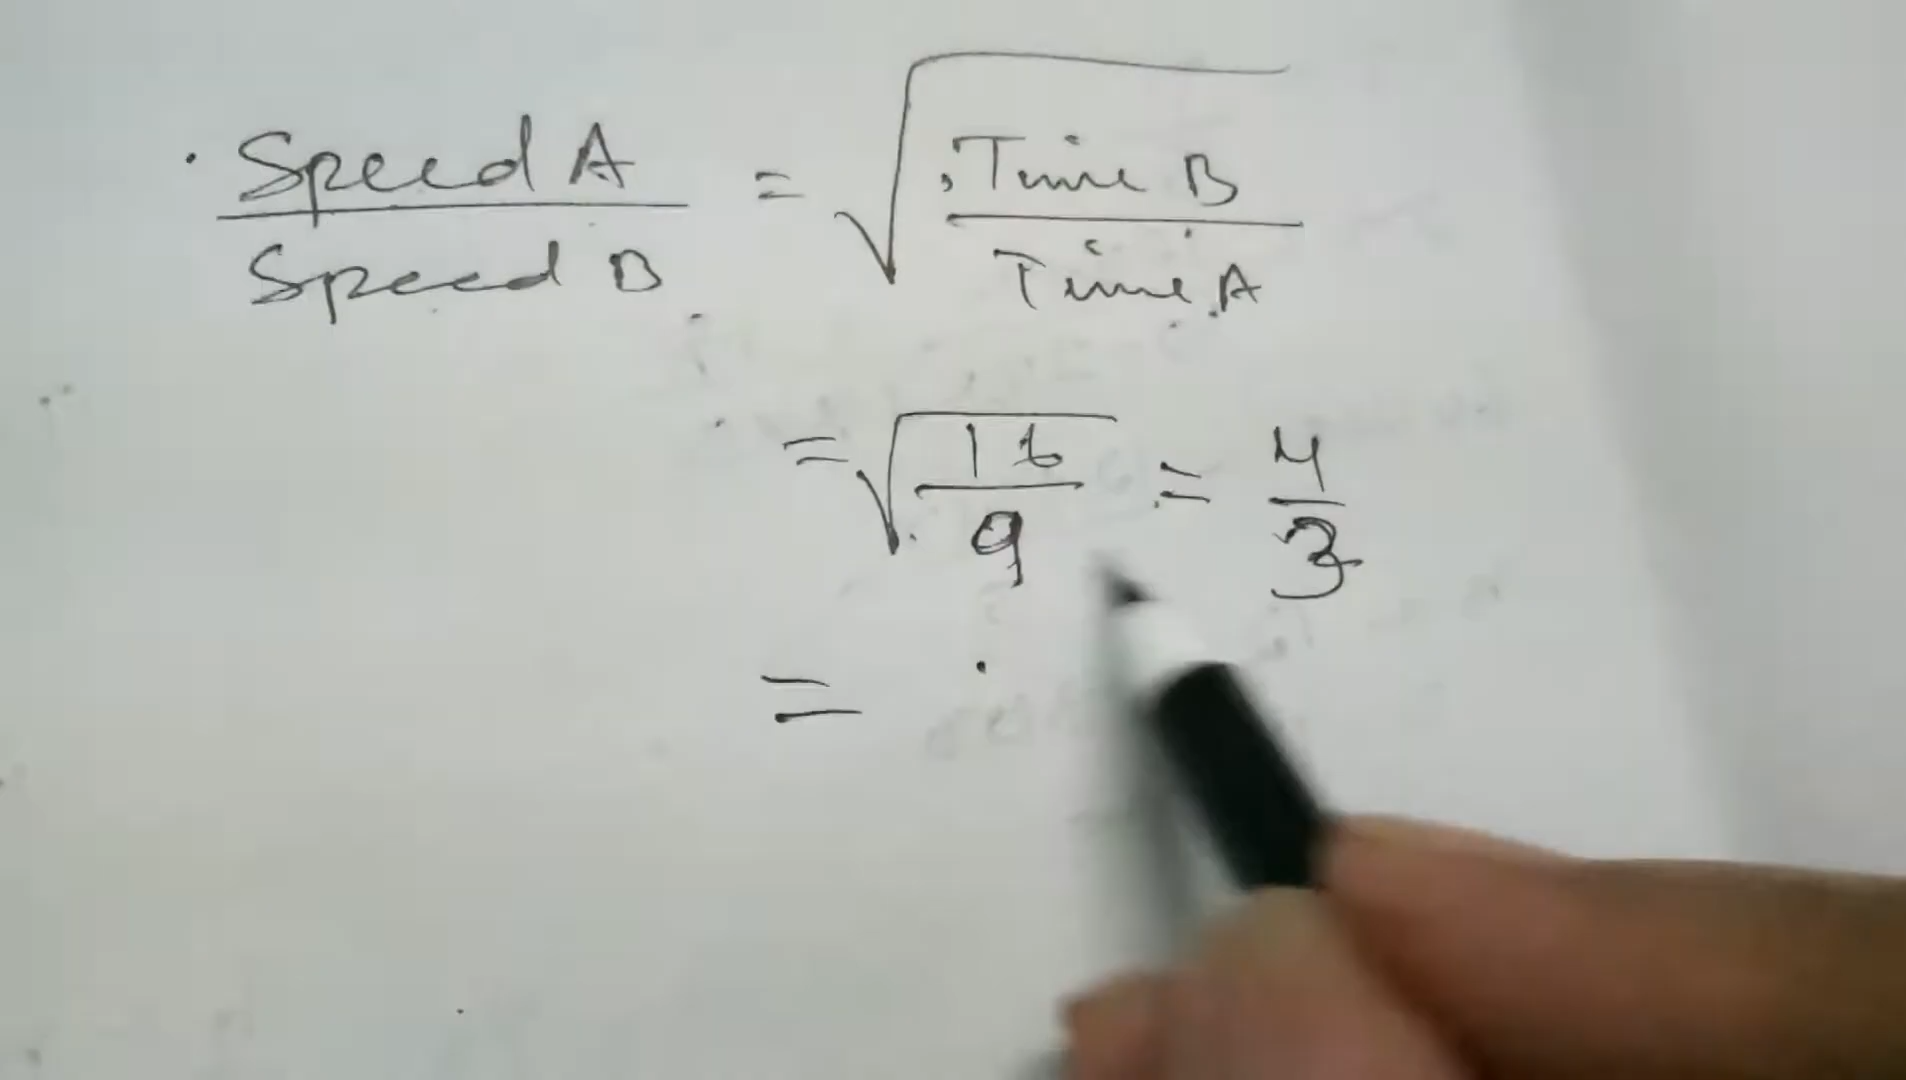 Speed A / Speed B = √(Time B / Time A)
= √(16 / 9) = 4 / 3
=